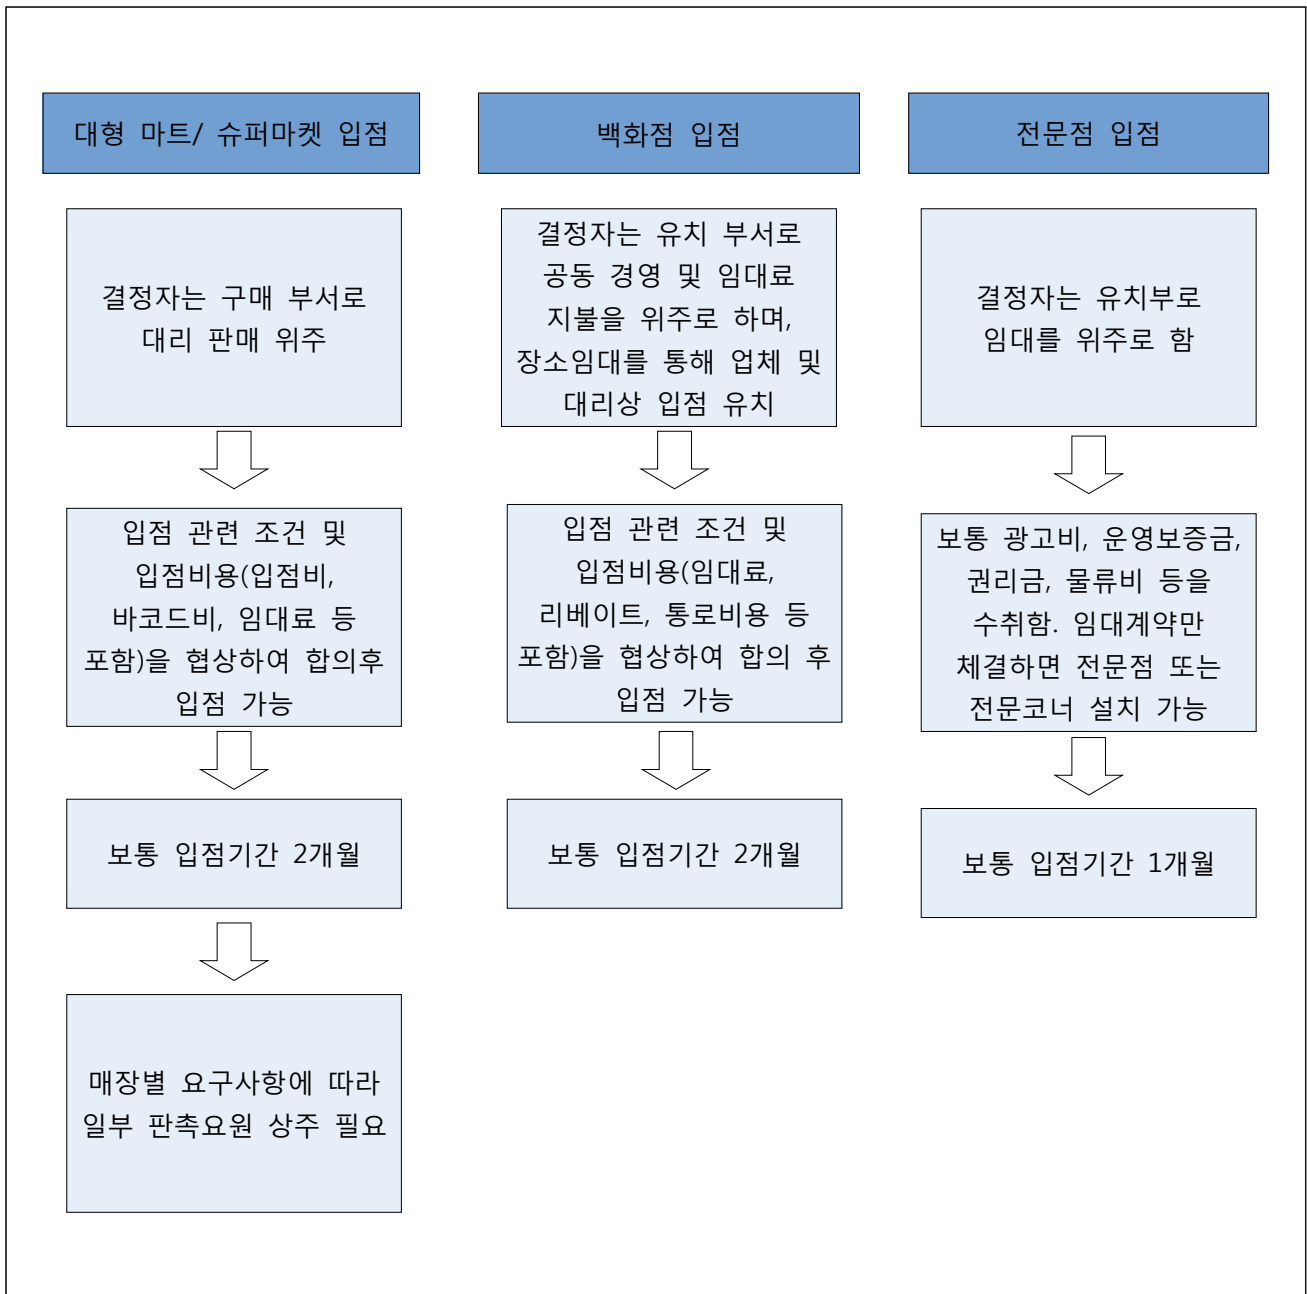 대형 마트/ 슈퍼마켓 입점
결정자는 구매 부서로
대리 판매 위주
입점 관련 조건 및
입점비용(입점비,
바코드비, 임대료 등
포함)을 협상하여 합의후
입점 가능
보통 입점기간 2개월
매장별 요구사항에 따라
일부 판촉요원 상주 필요
백화점 입점
결정자는 유치 부서로
공동 경영 및 임대료
지불을 위주로 하며,
장소임대를 통해 업체 및
대리상 입점 유치
입점 관련 조건 및
입점비용(임대료,
리베이트, 통로비용 등
포함)을 협상하여 합의 후
입점 가능
보통 입점기간 2개월
전문점 입점
결정자는 유치부로
임대를 위주로 함
보통 광고비, 운영보증금,
권리금, 물류비 등을
수취함. 임대계약만
체결하면 전문점 또는
전문코너 설치 가능
보통 입점기간 1개월